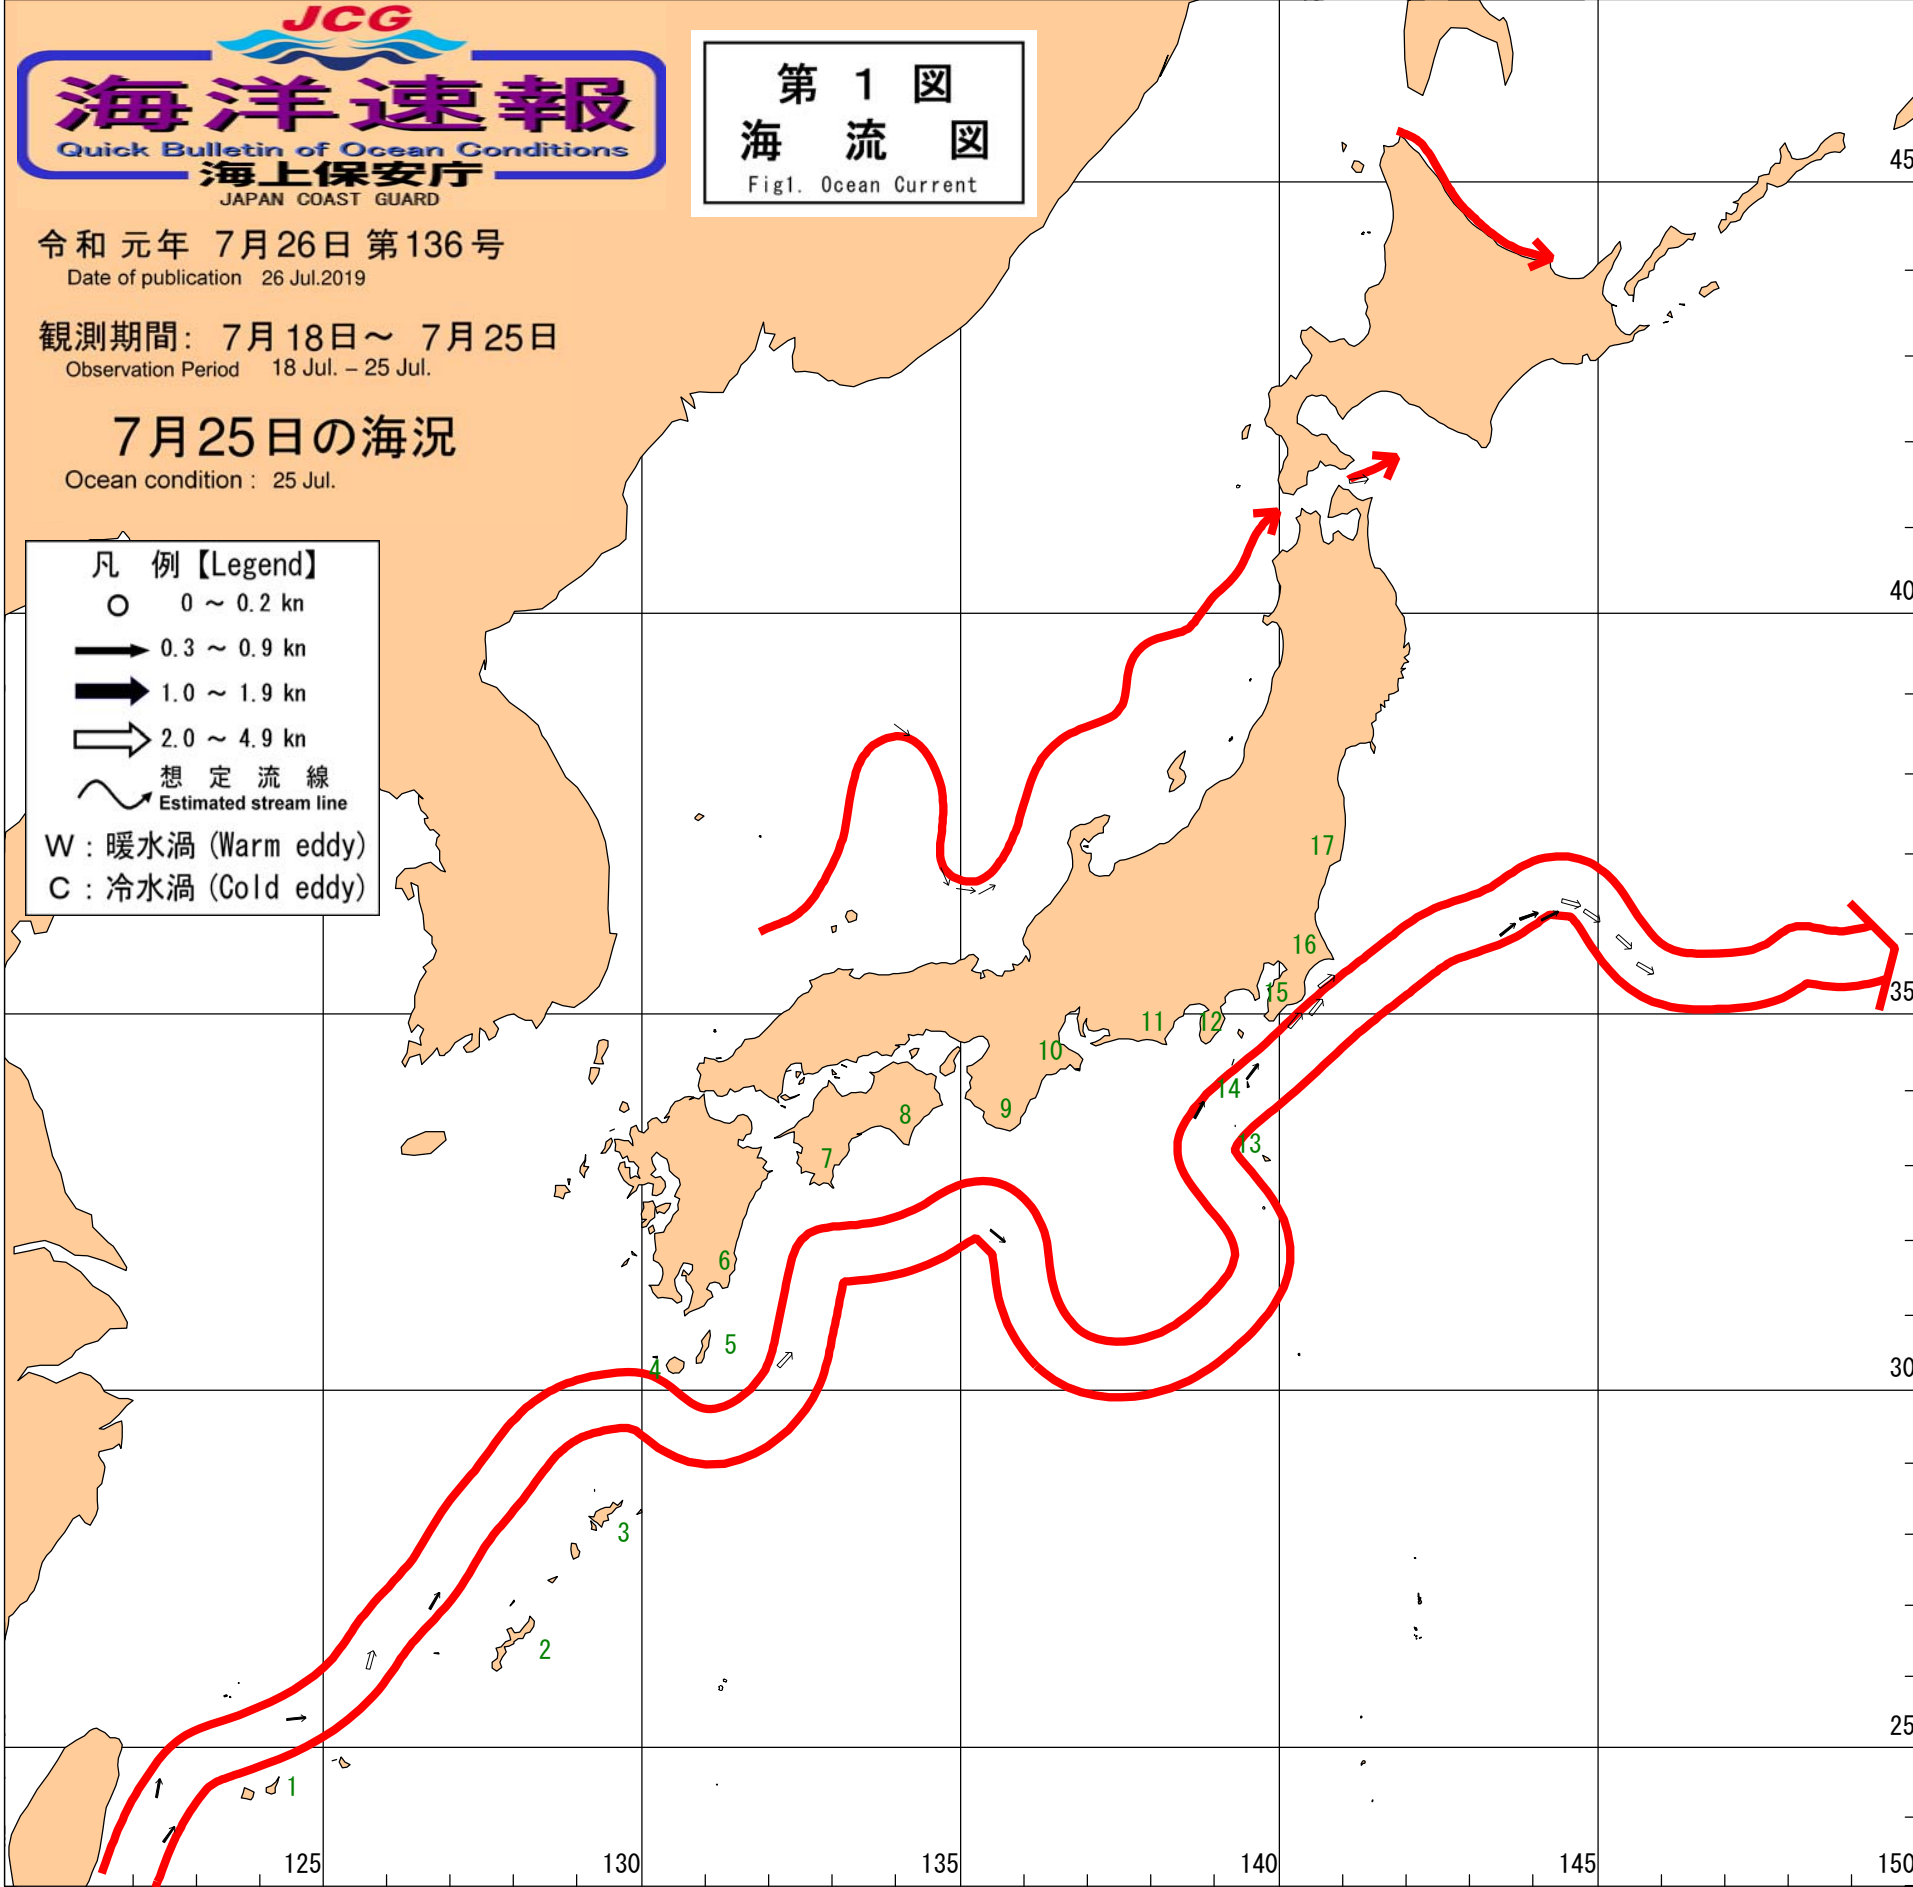 JCG
海洋速報
Quick Bulletin of Ocean Conditions
海上保安庁
JAPAN COAST GUARD
第 1 図
海 流 図
Fig1. Ocean Current
令和 元年 7月26日 第136号
Date of publication 26 Jul.2019
観測期間: 7月18日～ 7月25日
Observation Period 18 Jul. – 25 Jul.
7月25日の海況
Ocean condition : 25 Jul.
凡 例【Legend】
0 ～ 0.2 kn
0.3 ～ 0.9 kn
1.0 ～ 1.9 kn
2.0 ～ 4.9 kn
想 定 流 線
Estimated stream line
W : 暖水渦 (Warm eddy)
C : 冷水渦 (Cold eddy)
45
40
17
16
35
15
11
12
10
14
8
9
13
7
6
5
4
30
3
2
25
1
125
130
135
140
145
150